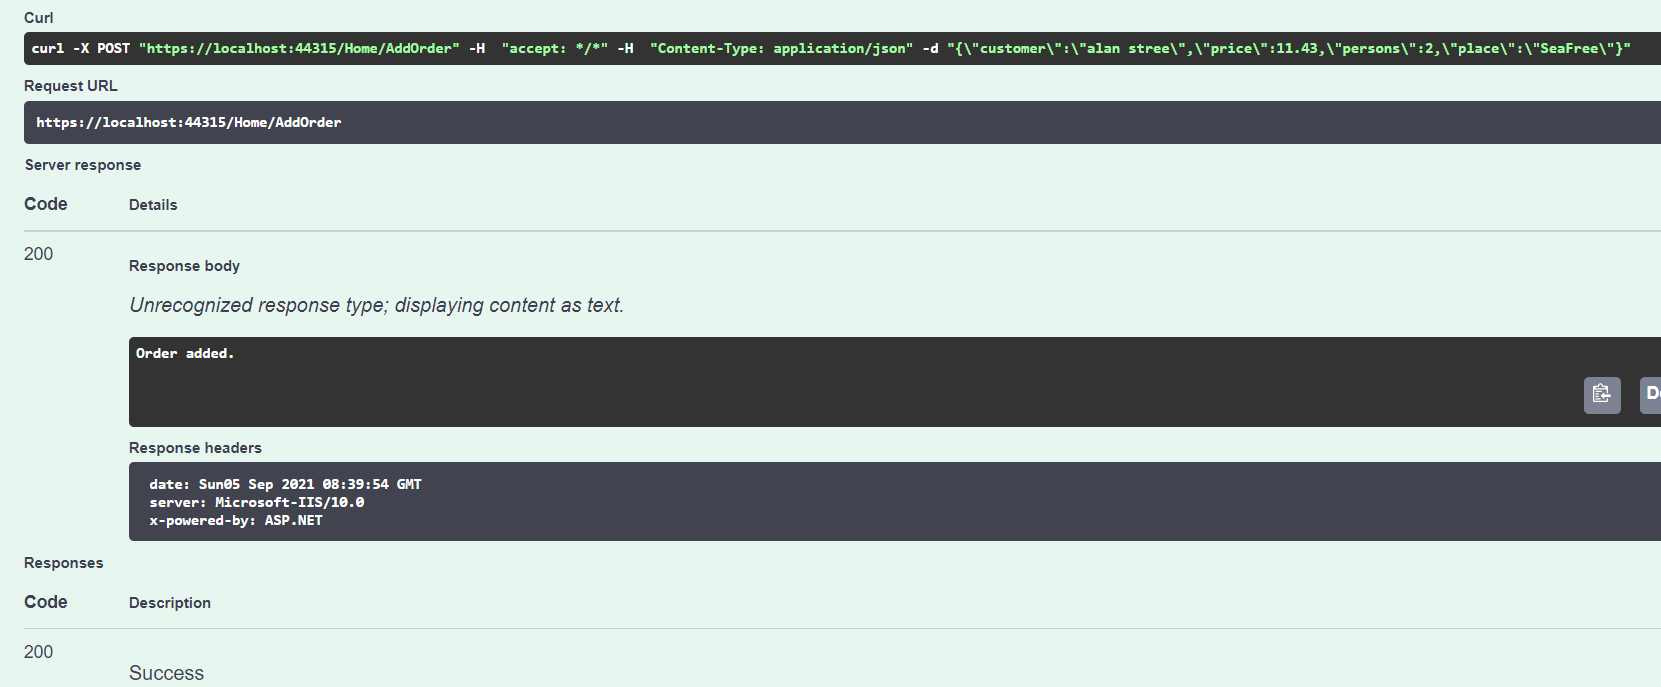 Curl
curl -X POST "https://localhost:44315/Home/AddOrder" -H  "accept: */*" -H  "Content-Type: application/json" -d "{\"customer\":\"alan stree\",\"price\":11.43,\"persons\":2,\"place\":\"SeaFree\"}"
Request URL
https://localhost:44315/Home/AddOrder
Server response
Code Details
200
Response body
Unrecognized response type; displaying content as text.
Order added.
Response headers
date: Sun05 Sep 2021 08:39:54 GMT
server: Microsoft-IIS/10.0
x-powered-by: ASP.NET
Responses
Code Description
200
Success